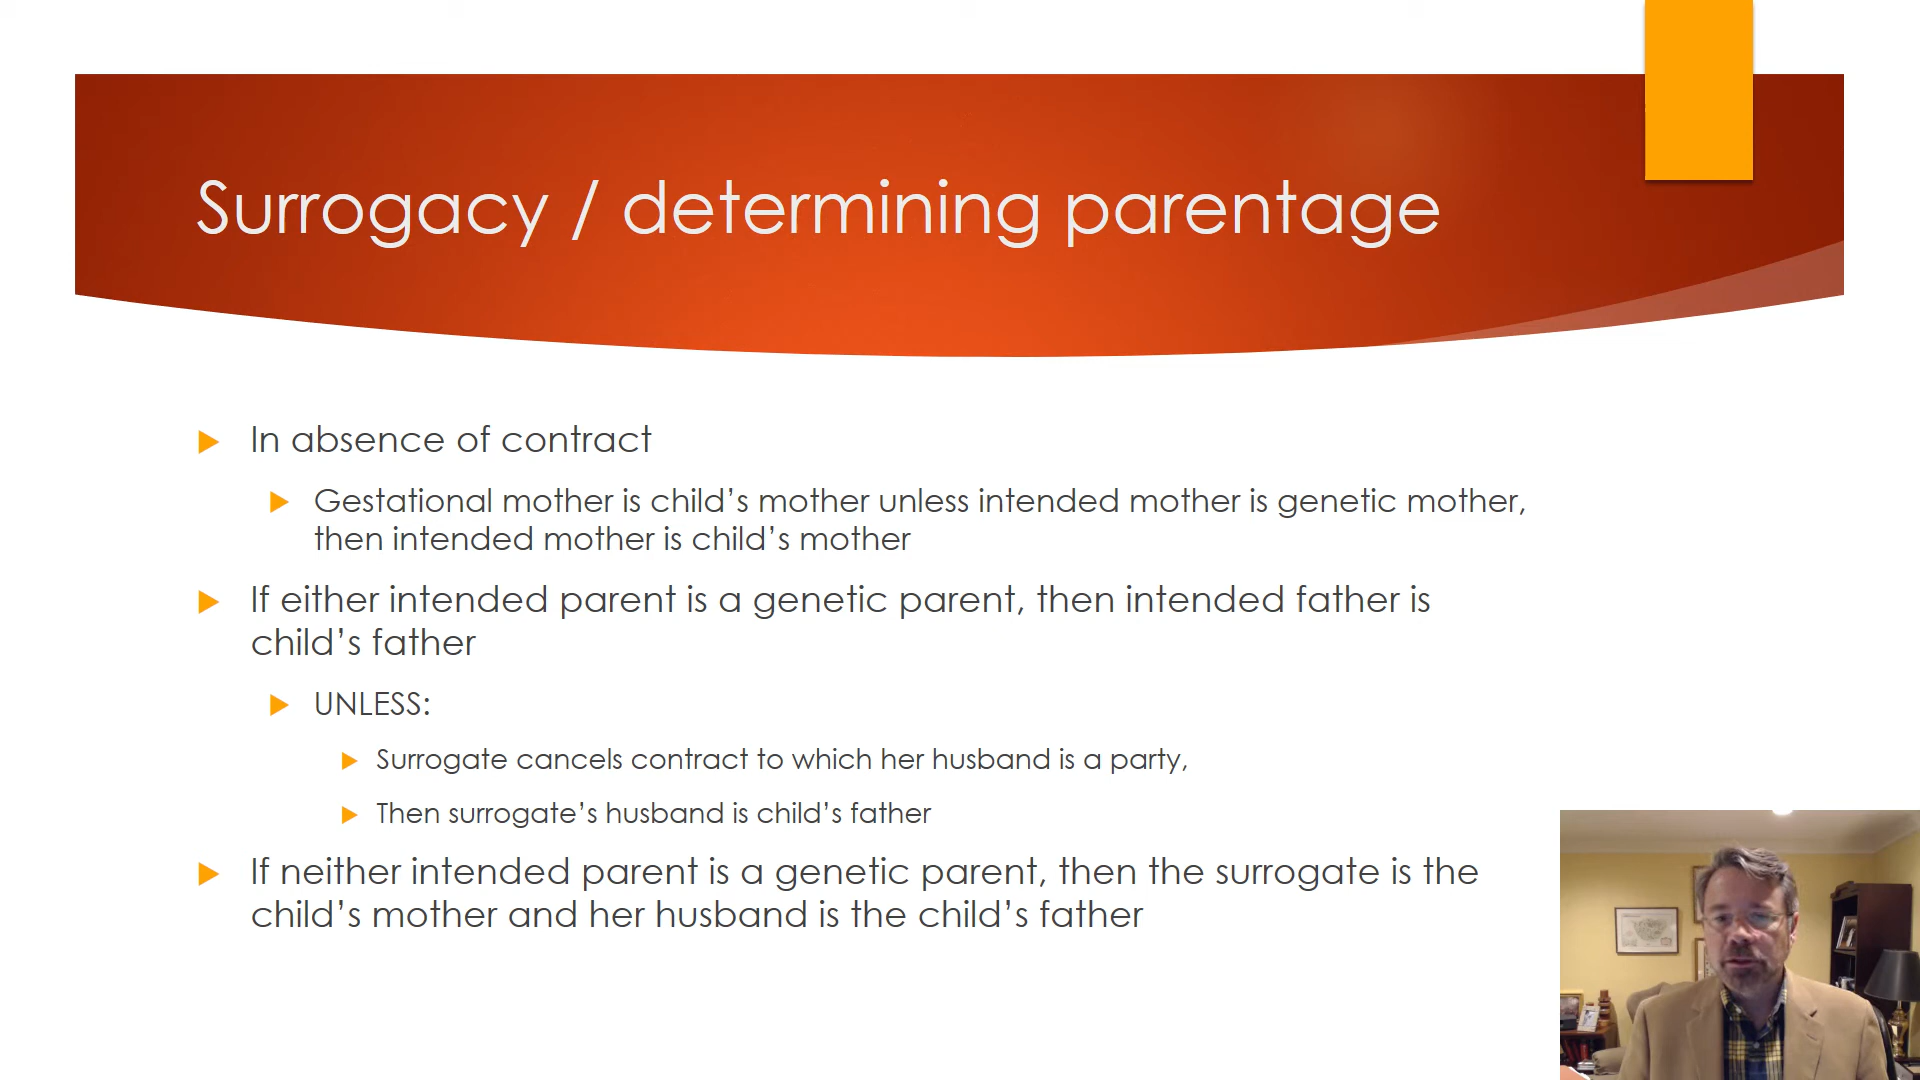 Surrogacy / determining parentage
In absence of contract
Gestational mother is child’s mother unless intended mother is genetic mother,
then intended mother is child’s mother
If either intended parent is a genetic parent, then intended father is
child’s father
UNLESS:
Surrogate cancels contract to which her husband is a party,
Then surrogate’s husband is child’s father
If neither intended parent is a genetic parent, then the surrogate is the
child’s mother and her husband is the child’s father